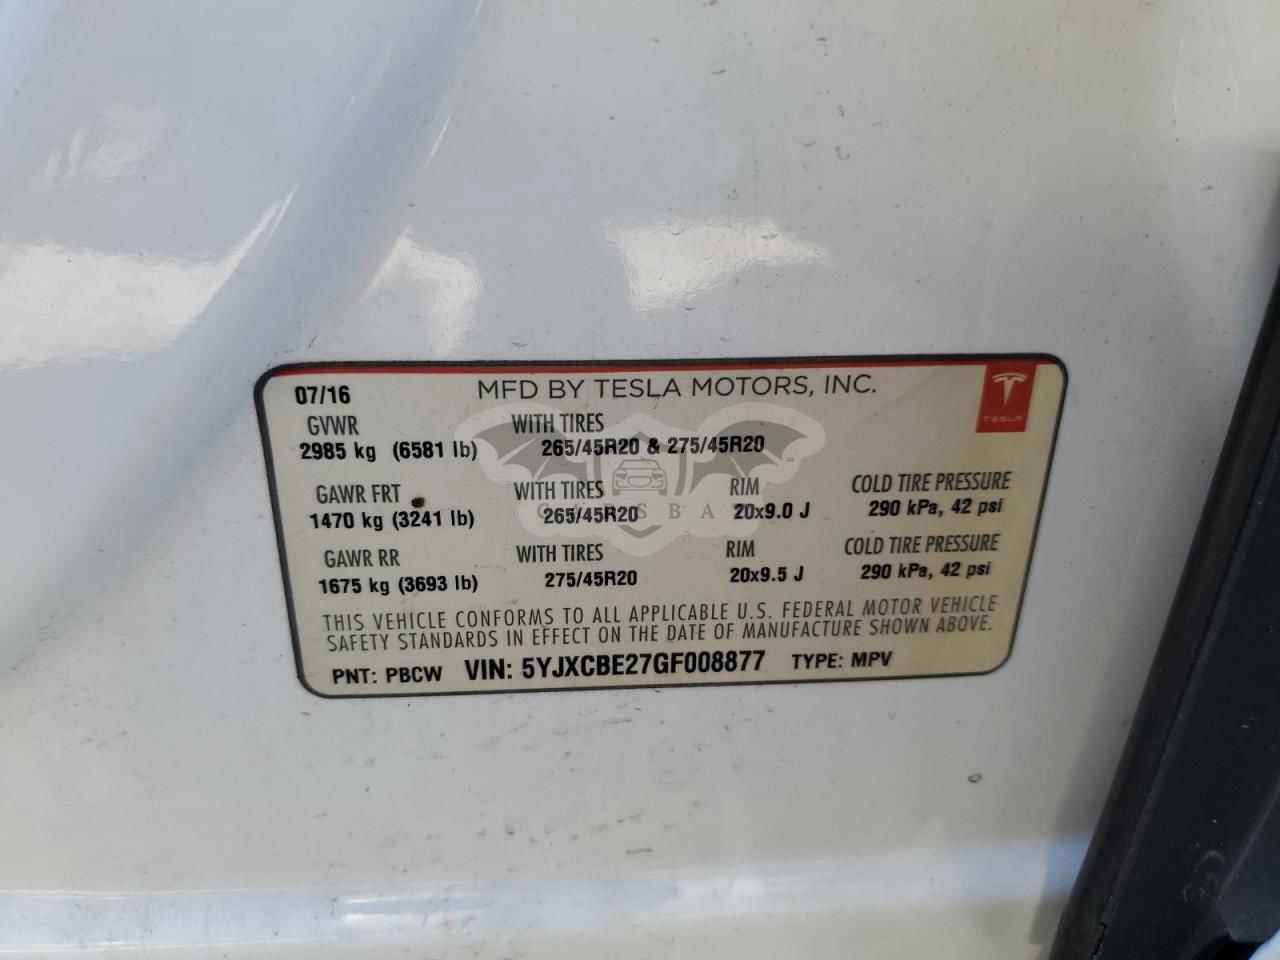 07/16 MFD BY TESLA MOTORS, INC.
TESLA
GVWR WITH TIRES
2985 kg (6581 lb) 265/45R20 & 275/45R20
GAWR FRT WITH TIRES RIM COLD TIRE PRESSURE
1470 kg (3241 lb) 265/45R20 20x9.0 J 290 kPa, 42 psi
GAWR RR WITH TIRES RIM COLD TIRE PRESSURE
1675 kg (3693 lb) 275/45R20 20x9.5 J 290 kPa, 42 psi
THIS VEHICLE CONFORMS TO ALL APPLICABLE U.S. FEDERAL MOTOR VEHICLE
SAFETY STANDARDS IN EFFECT ON THE DATE OF MANUFACTURE SHOWN ABOVE.
PNT: PBCW VIN: 5YJXCBE27GF008877 TYPE: MPV